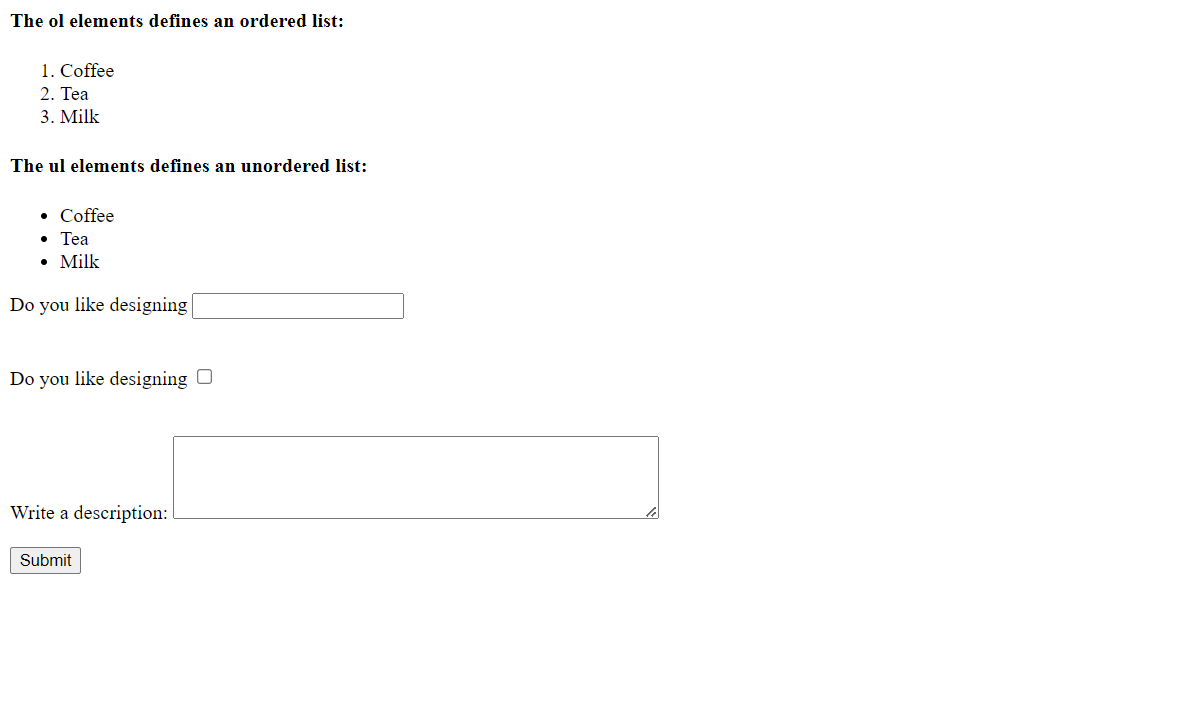 The ol elements defines an ordered list:
1. Coffee
2. Tea
3. Milk
The ul elements defines an unordered list:
• Coffee
• Tea
• Milk
Do you like designing
Do you like designing
Write a description:
Submit